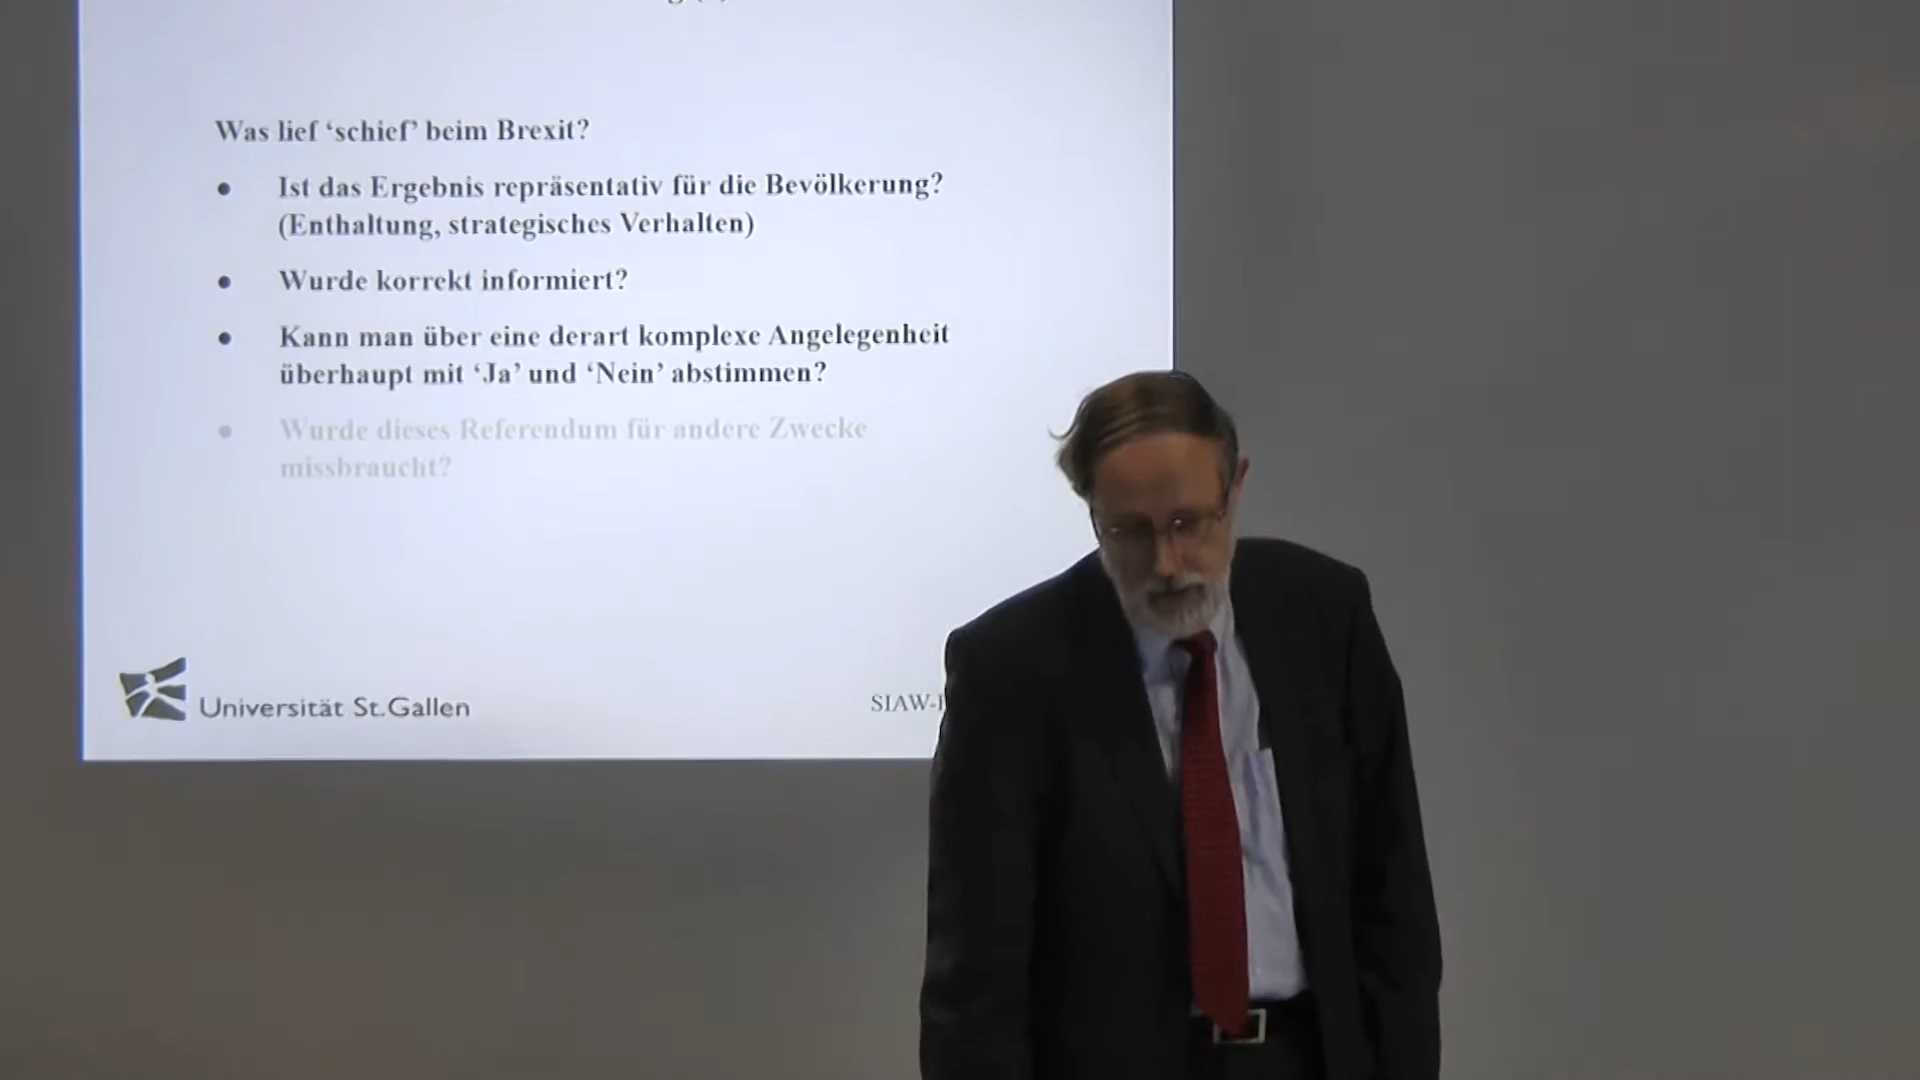 Was lief ‘schief’ beim Brexit?
● Ist das Ergebnis repräsentativ für die Bevölkerung?
(Enthaltung, strategisches Verhalten)
● Wurde korrekt informiert?
● Kann man über eine derart komplexe Angelegenheit
überhaupt mit ‘Ja’ und ‘Nein’ abstimmen?
● Wurde dieses Referendum für andere Zwecke
missbraucht?
Universität St.Gallen
SIAW-